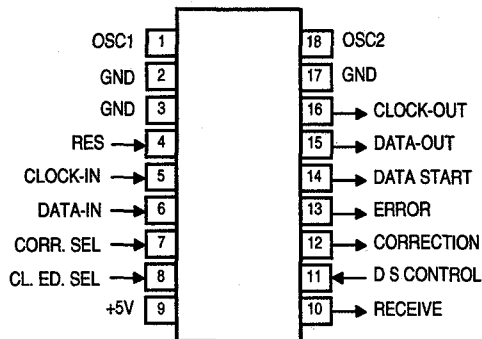 OSC1 1 18 OSC2
GND 2 17 GND
GND 3 16 CLOCK-OUT
RES 4 15 DATA-OUT
CLOCK-IN 5 14 DATA START
DATA-IN 6 13 ERROR
CORR. SEL 7 12 CORRECTION
CL. ED. SEL 8 11 D S CONTROL
+5V 9 10 RECEIVE